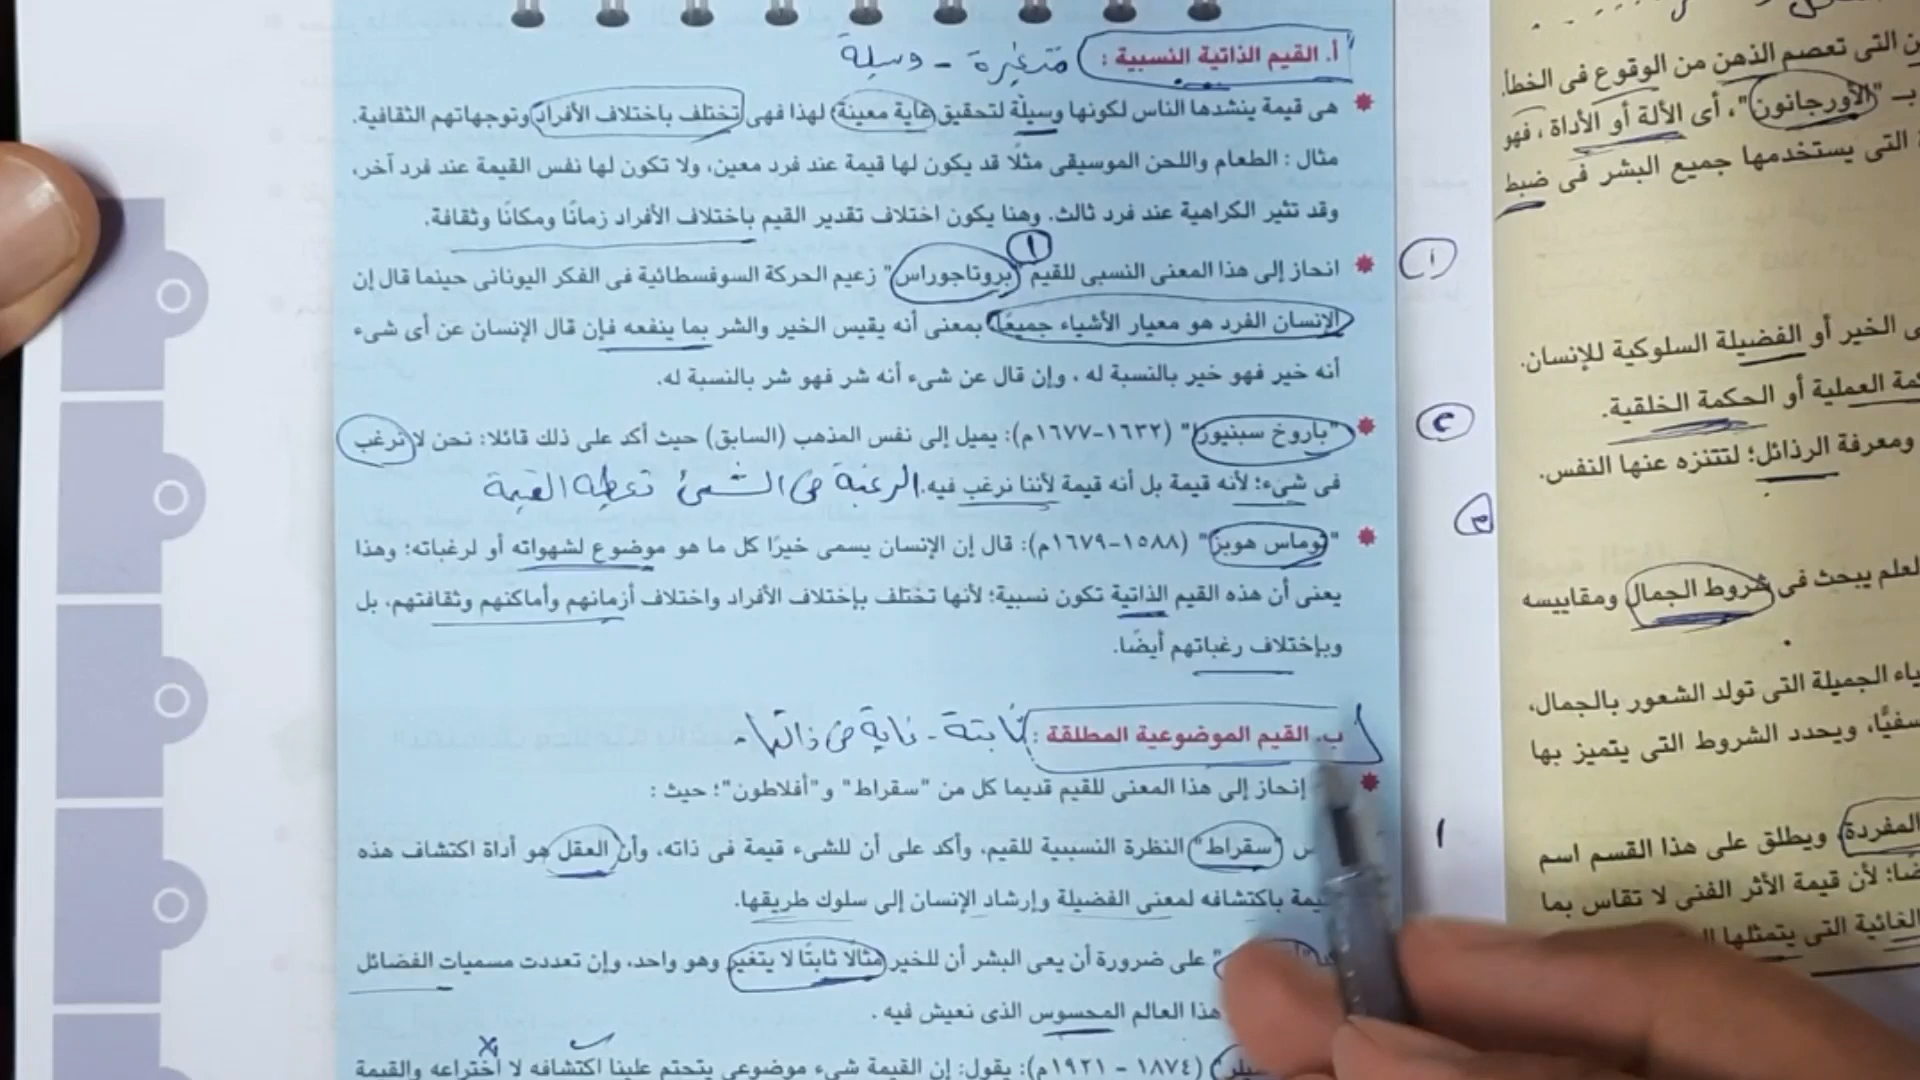 أ. القيم الذاتية النسبية : متغيرة - وسيلة
هى قيمة ينشدها الناس لكونها وسيلة لتحقيق غاية معينة، لهذا فهى تختلف باختلاف الأفراد وتوجهاتهم الثقافية.
مثال : الطعام واللحن الموسيقى مثلًا قد يكون لها قيمة عند فرد معين، ولا تكون لها نفس القيمة عند فرد آخر،
وقد تثير الكراهية عند فرد ثالث. وهنا يكون اختلاف تقدير القيم باختلاف الأفراد زمانًا ومكانًا وثقافة.
انحاز إلى هذا المعنى النسبى للقيم "بروتاجوراس" زعيم الحركة السوفسطائية فى الفكر اليونانى حينما قال إن
الإنسان الفرد هو معيار الأشياء جميعًا بمعنى أنه يقيس الخير والشر بما ينفعه فإن قال الإنسان عن أى شىء
أنه خير فهو خير بالنسبة له ، وإن قال عن شىء أنه شر فهو شر بالنسبة له.
"باروخ سبنيوزا" (١٦٣٢-١٦٧٧م): يميل إلى نفس المذهب (السابق) حيث أكد على ذلك قائلا: نحن لا نرغب
فى شىء؛ لأنه قيمة بل أنه قيمة لأننا نرغب فيه. الرغبة فى الشئ تعطيه القيمة
"توماس هوبز" (١٥٨٨-١٦٧٩م): قال إن الإنسان يسمى خيرًا كل ما هو موضوع لشهواته أو لرغباته؛ وهذا
يعنى أن هذه القيم الذاتية تكون نسبية؛ لأنها تختلف بإختلاف الأفراد واختلاف أزمانهم وأماكنهم وثقافتهم، بل
وبإختلاف رغباتهم أيضًا.
ب. القيم الموضوعية المطلقة : ثابتة - غاية فى ذاتها
إنحاز إلى هذا المعنى للقيم قديما كل من "سقراط" و"أفلاطون"؛ حيث :
"سقراط" النظرة النسبية للقيم، وأكد على أن للشىء قيمة فى ذاته، وأن العقل هو أداة اكتشاف هذه
باكتشافه لمعنى الفضيلة وإرشاد الإنسان إلى سلوك طريقها.
على ضرورة أن يعى البشر أن للخير مثالًا ثابتًا لا يتغير وهو واحد، وإن تعددت مسميات الفضائل
هذا العالم المحسوس الذى نعيش فيه .
(١٨٧٤ - ١٩٢١م): يقول: إن القيمة شىء موضوعى يتحتم علينا اكتشافه لا اختراعه والقيمة
التى تعصم الذهن من الوقوع فى الخطأ.
بـ "الأورجانون"، أى الألة أو الأداة ، فهو
التى يستخدمها جميع البشر فى ضبط
الخير أو الفضيلة السلوكية للإنسان.
العملية أو الحكمة الخلقية.
ومعرفة الرذائل؛ لتتنزه عنها النفس.
لعلم يبحث فى شروط الجمال ومقاييسه
الجميلة التى تولد الشعور بالجمال،
ويحدد الشروط التى يتميز بها
المفردة ويطلق على هذا القسم اسم
لأن قيمة الأثر الفنى لا تقاس بما
الغائية التى يتمثلها